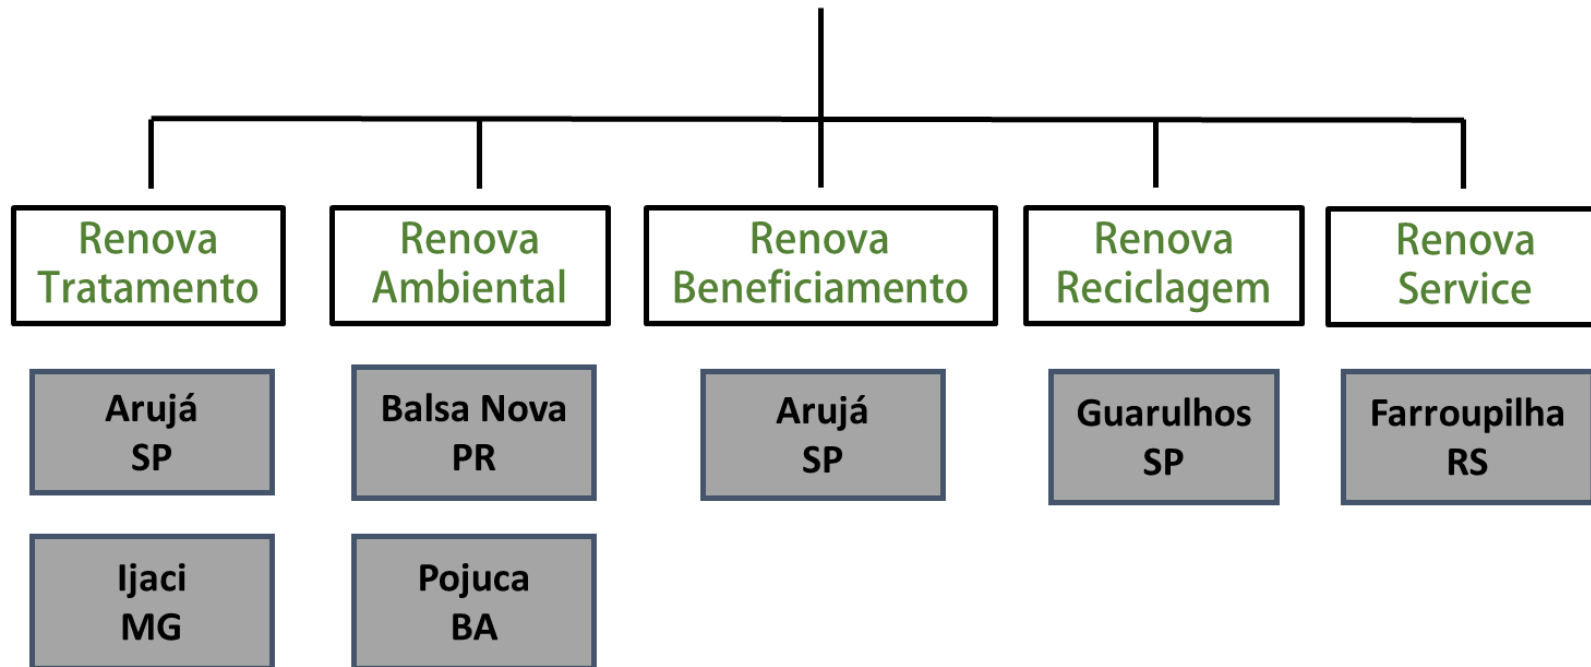 Renova
Tratamento
Renova
Ambiental
Renova
Beneficiamento
Renova
Reciclagem
Renova
Service
Arujá
SP
Balsa Nova
PR
Arujá
SP
Guarulhos
SP
Farroupilha
RS
Ijaci
MG
Pojuca
BA